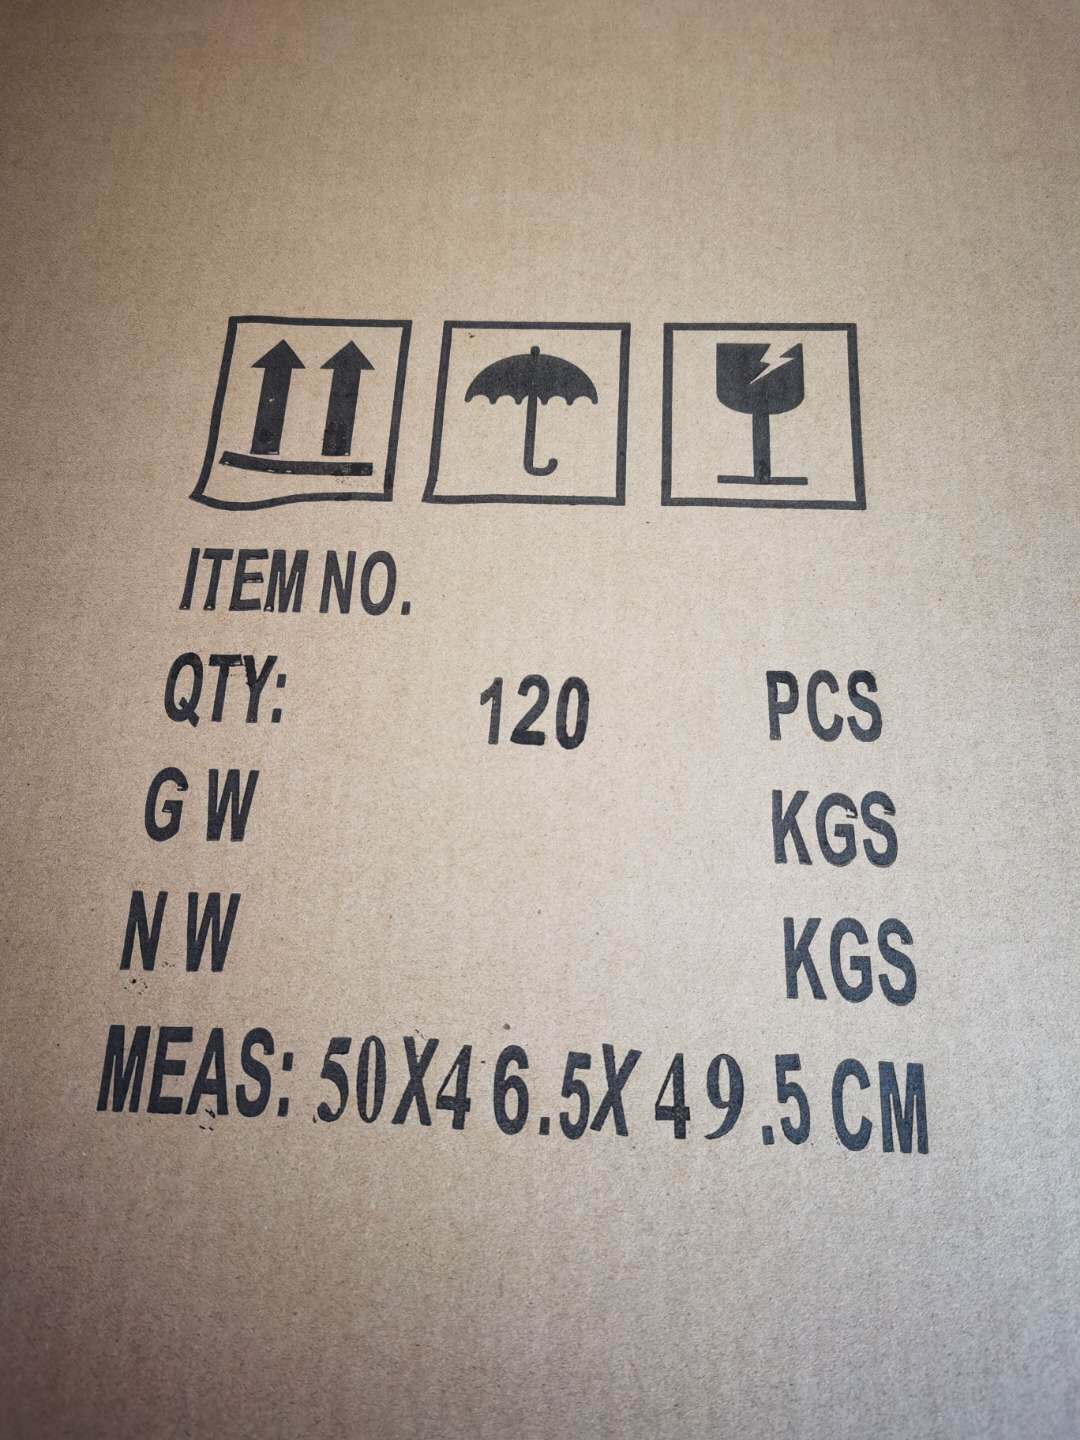 ITEM NO.
QTY: 120 PCS
G W KGS
N W KGS
MEAS: 50X46.5X49.5 CM